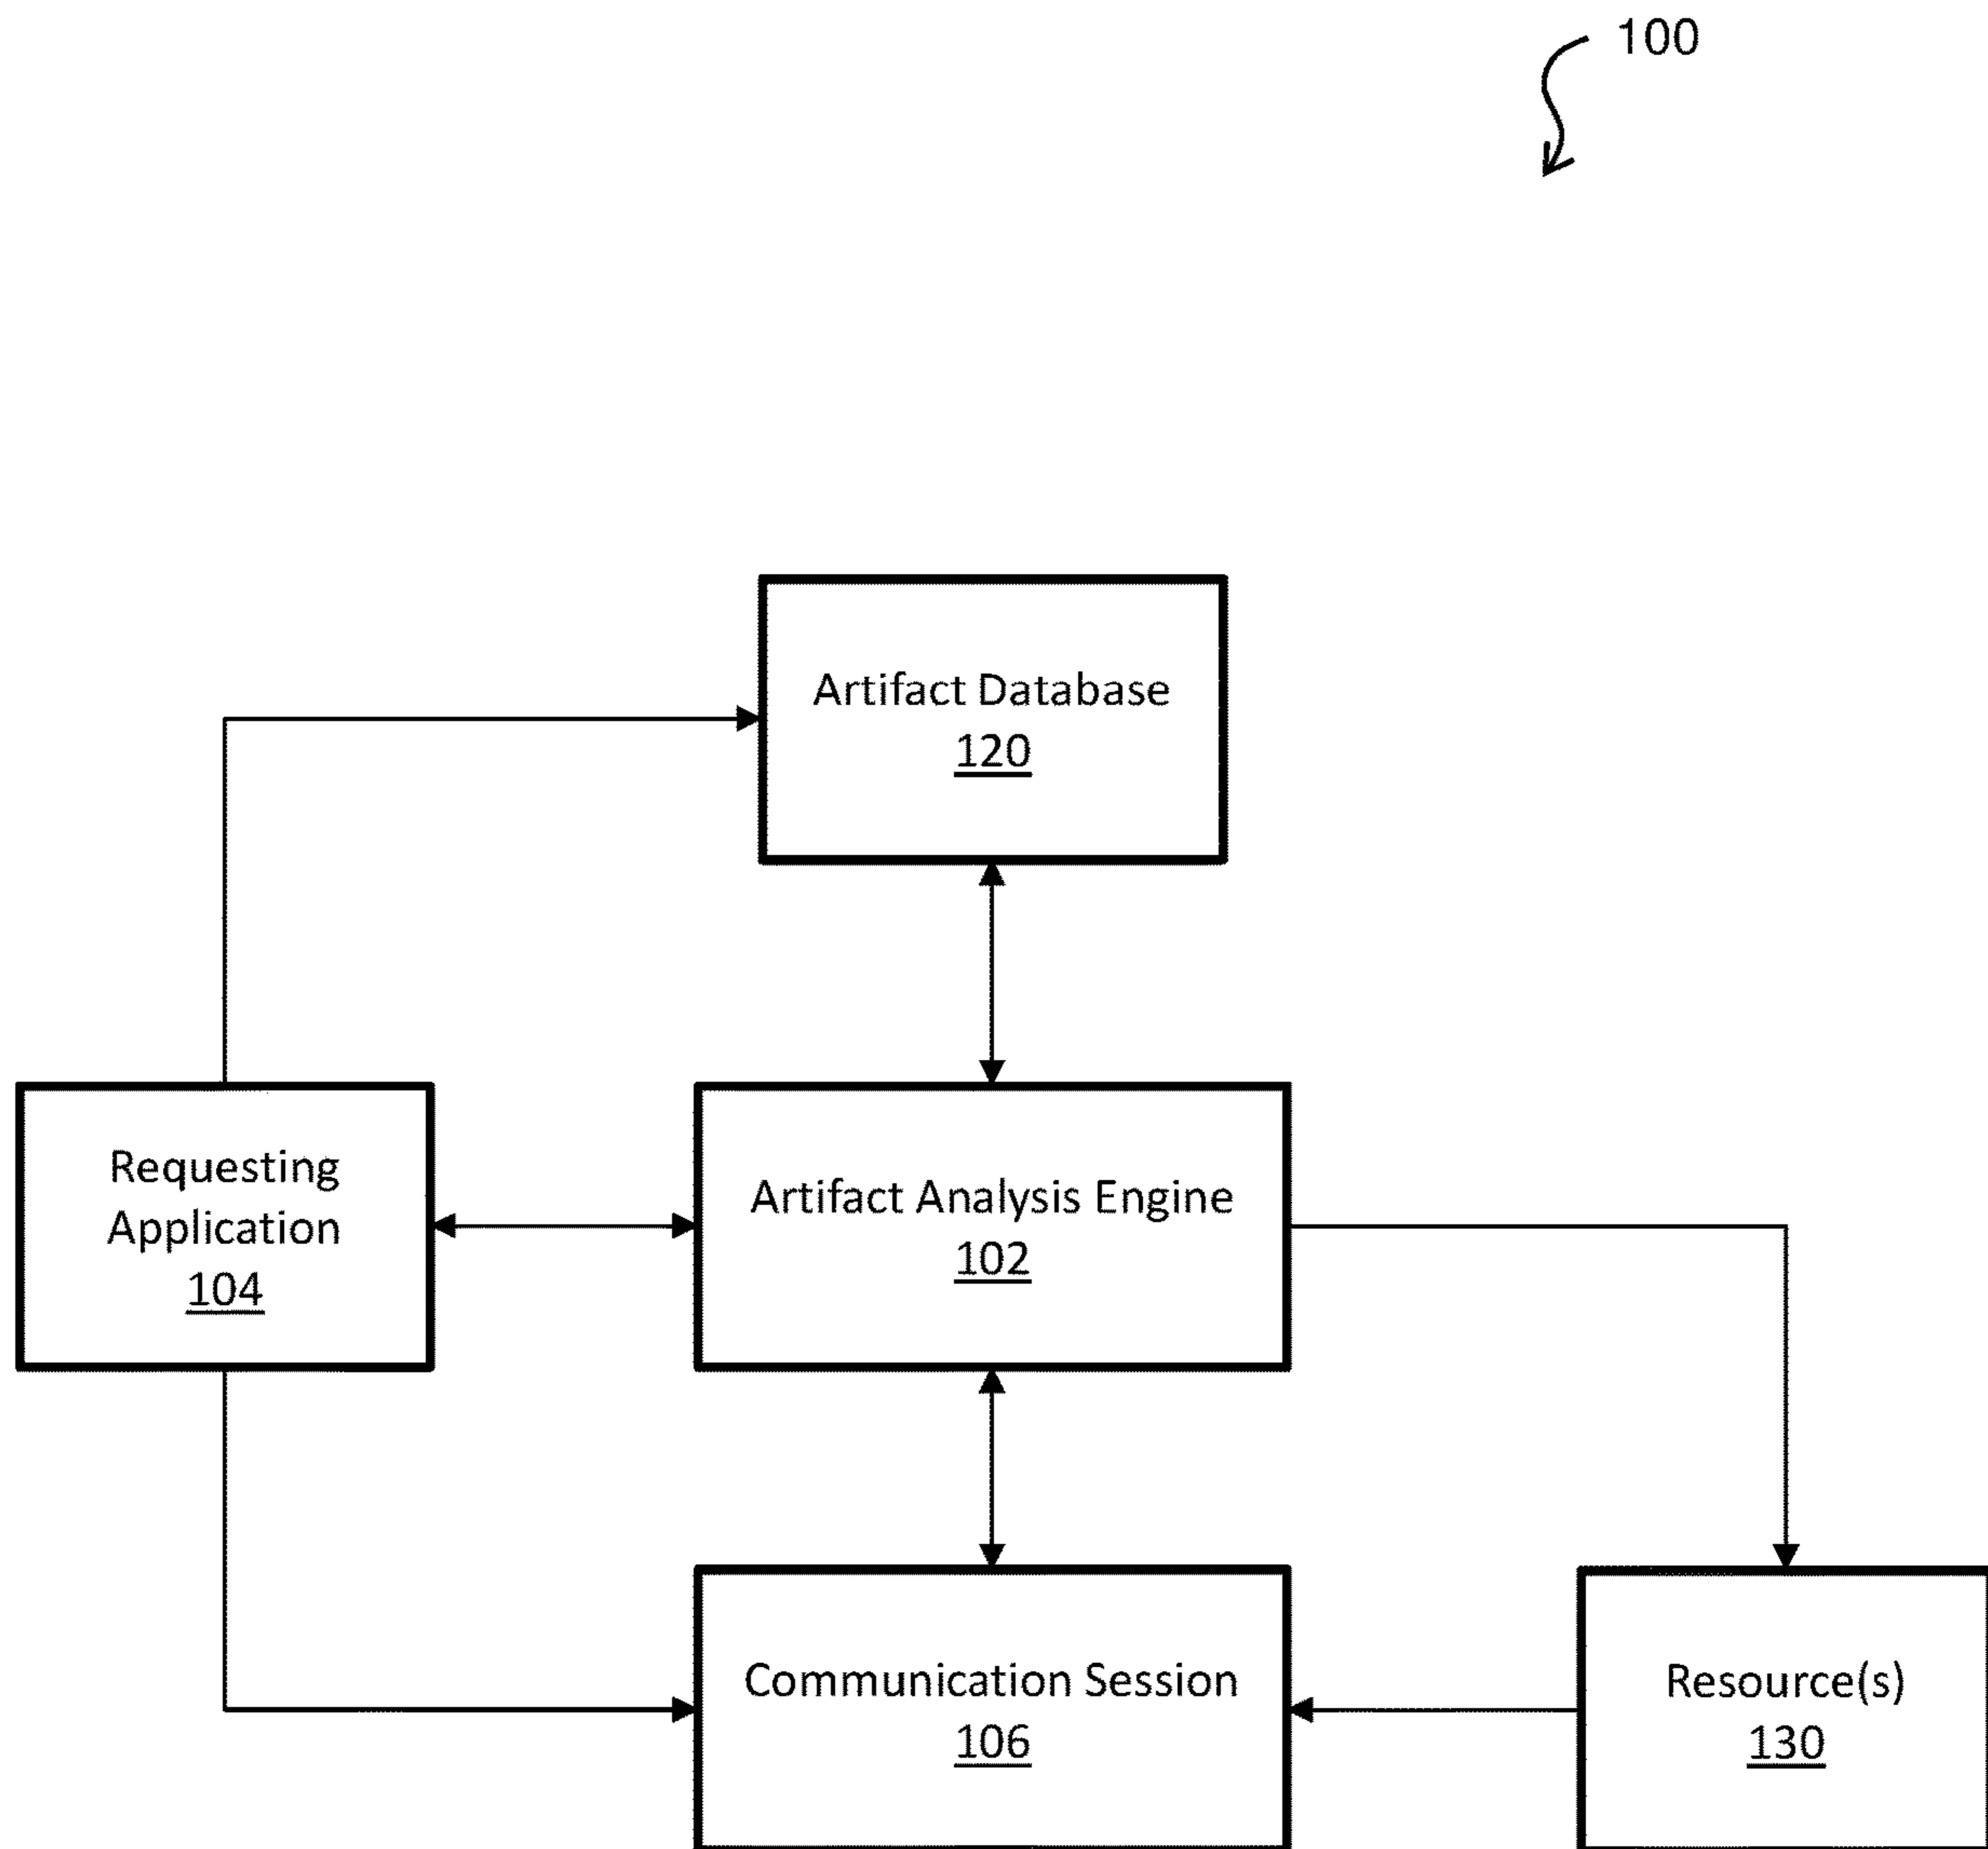 100
Artifact Database
120
Requesting
Application
104
Artifact Analysis Engine
102
Communication Session
106
Resource(s)
130